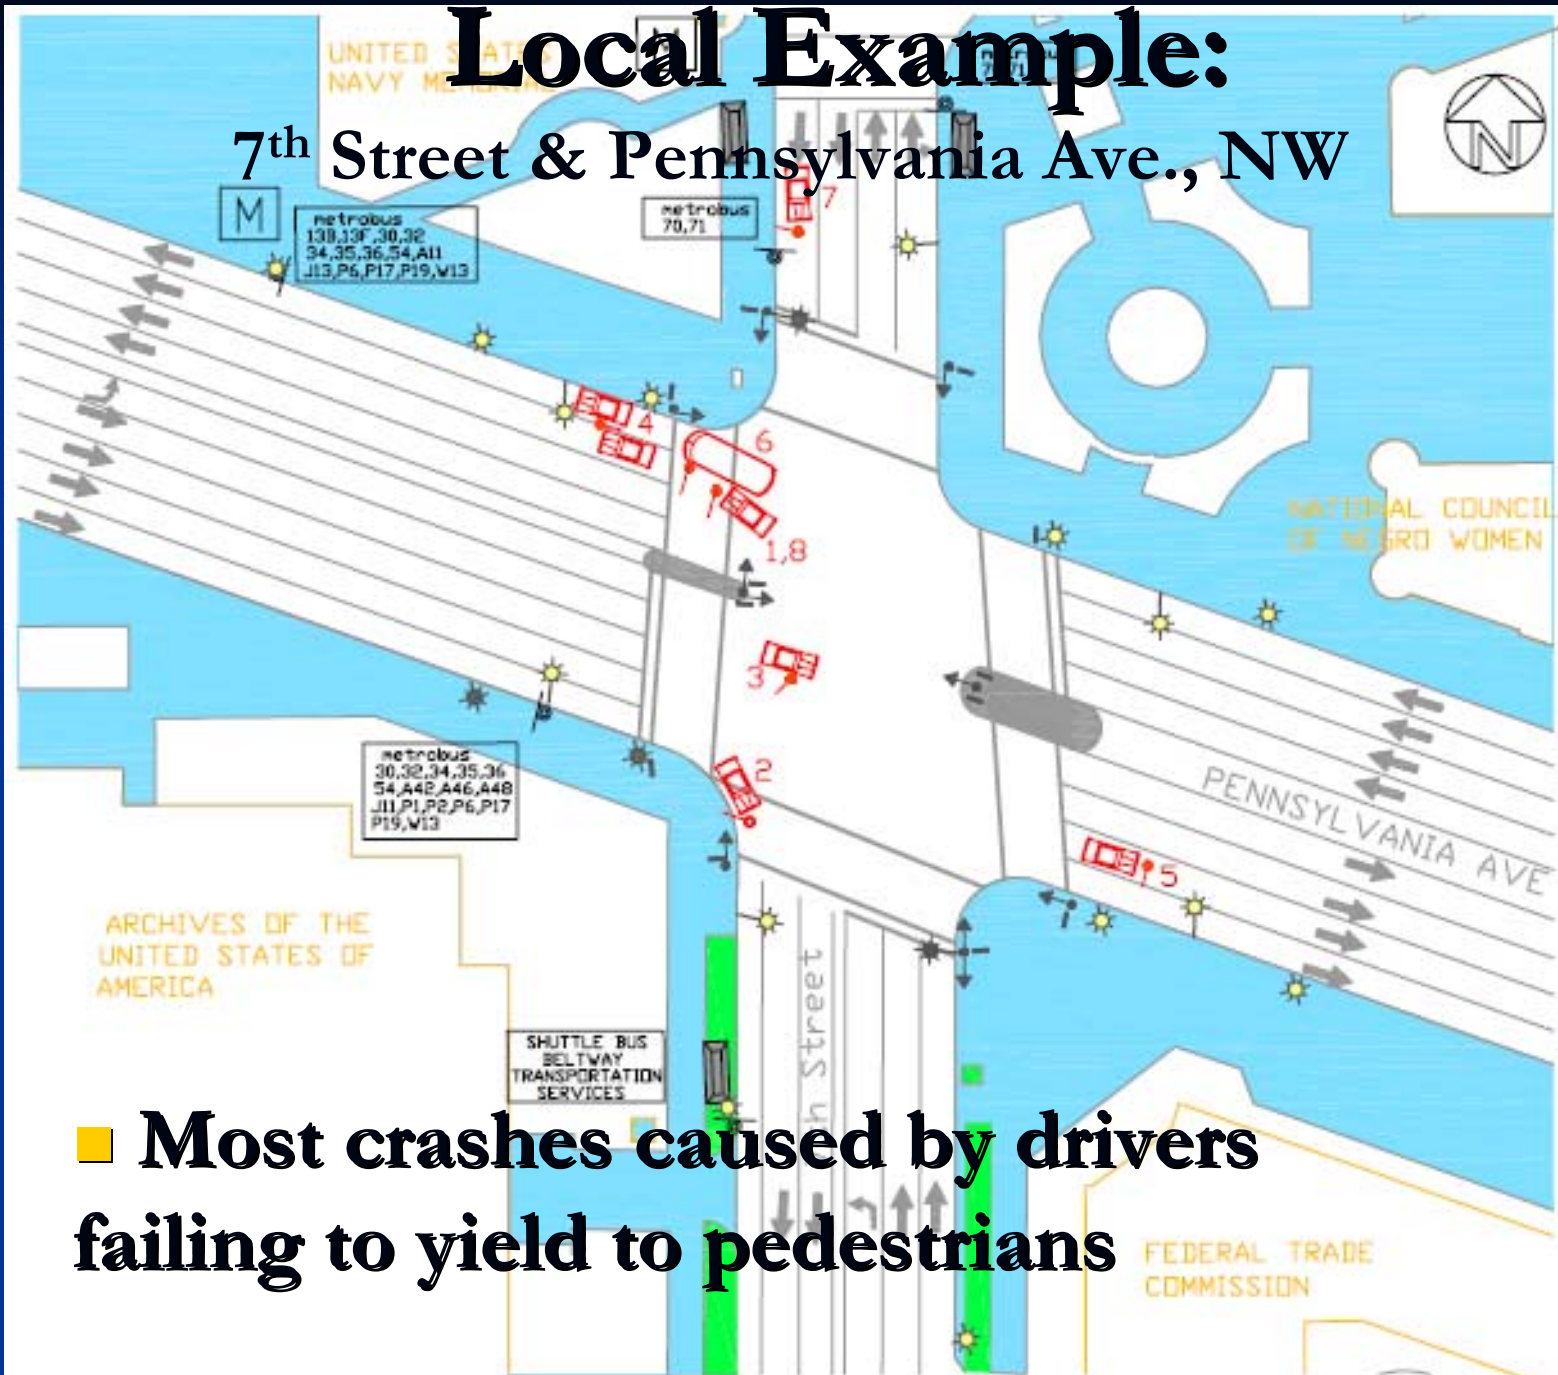 Local Example:
7th Street & Pennsylvania Ave., NW
UNITED STATES
NAVY MEMORIAL
M
N
M
metrobus
13B,13F,30,32
34,35,36,54,A11
J13,P6,P17,P19,W13
metrobus
70,71
7
4
6
1,8
3
2
5
NATIONAL COUNCIL
OF NEGRO WOMEN
metrobus
30,32,34,35,36
54,A42,A46,A48
J11,P1,P2,P6,P17
P19,W13
PENNSYLVANIA AVE
ARCHIVES OF THE
UNITED STATES OF
AMERICA
Street
SHUTTLE BUS
BELTWAY
TRANSPORTATION
SERVICES
Most crashes caused by drivers
failing to yield to pedestrians
FEDERAL TRADE
COMMISSION